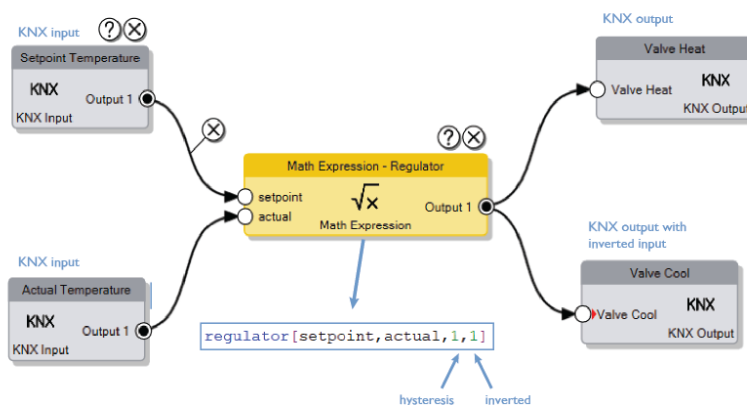 KNX input
?
Setpoint Temperature
KNX
Output 1
KNX Input
KNX output
Valve Heat
Valve Heat
KNX
KNX Output
?
Math Expression - Regulator
setpoint
√x
Output 1
actual
Math Expression
KNX input
Actual Temperature
KNX
Output 1
KNX Input
KNX output with
inverted input
Valve Cool
Valve Cool
KNX
KNX Output
regulator[setpoint,actual,1,1]
hysteresis
inverted